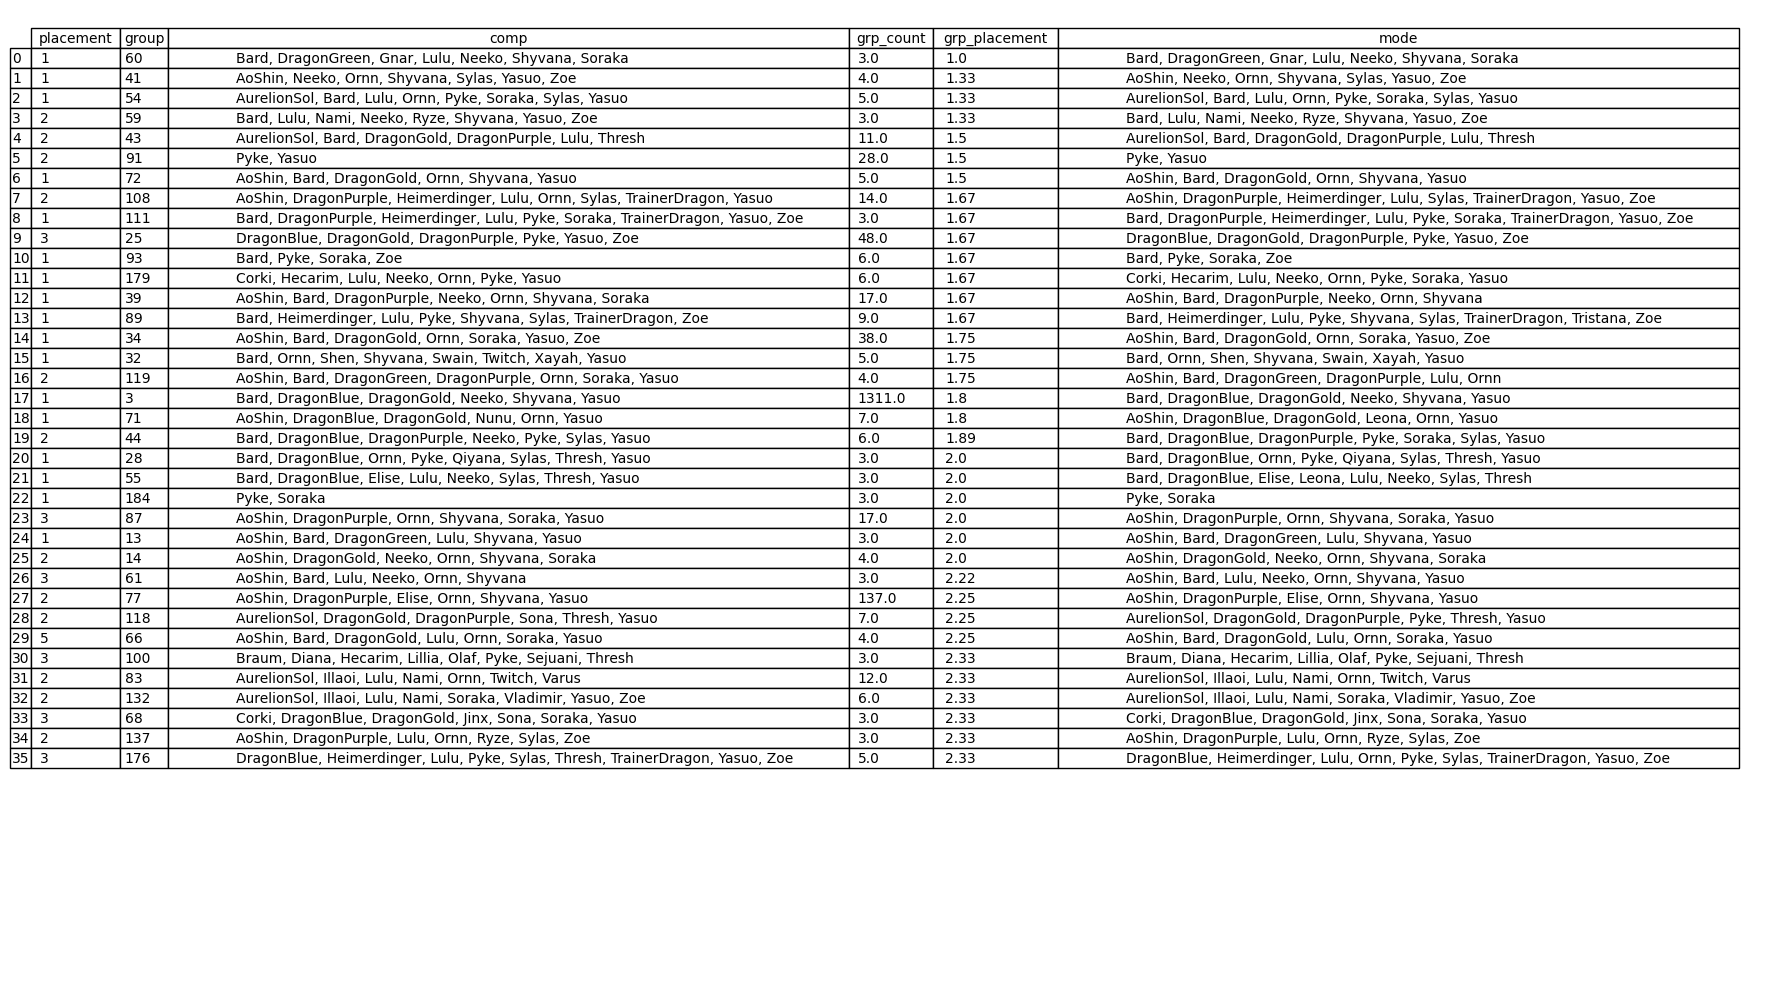 placement group comp grp_count grp_placement mode
0 1 60 Bard, DragonGreen, Gnar, Lulu, Neeko, Shyvana, Soraka 3.0 1.0 Bard, DragonGreen, Gnar, Lulu, Neeko, Shyvana, Soraka
1 1 41 AoShin, Neeko, Ornn, Shyvana, Sylas, Yasuo, Zoe 4.0 1.33 AoShin, Neeko, Ornn, Shyvana, Sylas, Yasuo, Zoe
2 1 54 AurelionSol, Bard, Lulu, Ornn, Pyke, Soraka, Sylas, Yasuo 5.0 1.33 AurelionSol, Bard, Lulu, Ornn, Pyke, Soraka, Sylas, Yasuo
3 2 59 Bard, Lulu, Nami, Neeko, Ryze, Shyvana, Yasuo, Zoe 3.0 1.33 Bard, Lulu, Nami, Neeko, Ryze, Shyvana, Yasuo, Zoe
4 2 43 AurelionSol, Bard, DragonGold, DragonPurple, Lulu, Thresh 11.0 1.5 AurelionSol, Bard, DragonGold, DragonPurple, Lulu, Thresh
5 2 91 Pyke, Yasuo 28.0 1.5 Pyke, Yasuo
6 1 72 AoShin, Bard, DragonGold, Ornn, Shyvana, Yasuo 5.0 1.5 AoShin, Bard, DragonGold, Ornn, Shyvana, Yasuo
7 2 108 AoShin, DragonPurple, Heimerdinger, Lulu, Ornn, Sylas, TrainerDragon, Yasuo 14.0 1.67 AoShin, DragonPurple, Heimerdinger, Lulu, Sylas, TrainerDragon, Yasuo, Zoe
8 1 111 Bard, DragonPurple, Heimerdinger, Lulu, Pyke, Soraka, TrainerDragon, Yasuo, Zoe 3.0 1.67 Bard, DragonPurple, Heimerdinger, Lulu, Pyke, Soraka, TrainerDragon, Yasuo, Zoe
9 3 25 DragonBlue, DragonGold, DragonPurple, Pyke, Yasuo, Zoe 48.0 1.67 DragonBlue, DragonGold, DragonPurple, Pyke, Yasuo, Zoe
10 1 93 Bard, Pyke, Soraka, Zoe 6.0 1.67 Bard, Pyke, Soraka, Zoe
11 1 179 Corki, Hecarim, Lulu, Neeko, Ornn, Pyke, Yasuo 6.0 1.67 Corki, Hecarim, Lulu, Neeko, Ornn, Pyke, Soraka, Yasuo
12 1 39 AoShin, Bard, DragonPurple, Neeko, Ornn, Shyvana, Soraka 17.0 1.67 AoShin, Bard, DragonPurple, Neeko, Ornn, Shyvana
13 1 89 Bard, Heimerdinger, Lulu, Pyke, Shyvana, Sylas, TrainerDragon, Zoe 9.0 1.67 Bard, Heimerdinger, Lulu, Pyke, Shyvana, Sylas, TrainerDragon, Tristana, Zoe
14 1 34 AoShin, Bard, DragonGold, Ornn, Soraka, Yasuo, Zoe 38.0 1.75 AoShin, Bard, DragonGold, Ornn, Soraka, Yasuo, Zoe
15 1 32 Bard, Ornn, Shen, Shyvana, Swain, Twitch, Xayah, Yasuo 5.0 1.75 Bard, Ornn, Shen, Shyvana, Swain, Xayah, Yasuo
16 2 119 AoShin, Bard, DragonGreen, DragonPurple, Ornn, Soraka, Yasuo 4.0 1.75 AoShin, Bard, DragonGreen, DragonPurple, Lulu, Ornn
17 1 3 Bard, DragonBlue, DragonGold, Neeko, Shyvana, Yasuo 1311.0 1.8 Bard, DragonBlue, DragonGold, Neeko, Shyvana, Yasuo
18 1 71 AoShin, DragonBlue, DragonGold, Nunu, Ornn, Yasuo 7.0 1.8 AoShin, DragonBlue, DragonGold, Leona, Ornn, Yasuo
19 2 44 Bard, DragonBlue, DragonPurple, Neeko, Pyke, Sylas, Yasuo 6.0 1.89 Bard, DragonBlue, DragonPurple, Pyke, Soraka, Sylas, Yasuo
20 1 28 Bard, DragonBlue, Ornn, Pyke, Qiyana, Sylas, Thresh, Yasuo 3.0 2.0 Bard, DragonBlue, Ornn, Pyke, Qiyana, Sylas, Thresh, Yasuo
21 1 55 Bard, DragonBlue, Elise, Lulu, Neeko, Sylas, Thresh, Yasuo 3.0 2.0 Bard, DragonBlue, Elise, Leona, Lulu, Neeko, Sylas, Thresh
22 1 184 Pyke, Soraka 3.0 2.0 Pyke, Soraka
23 3 87 AoShin, DragonPurple, Ornn, Shyvana, Soraka, Yasuo 17.0 2.0 AoShin, DragonPurple, Ornn, Shyvana, Soraka, Yasuo
24 1 13 AoShin, Bard, DragonGreen, Lulu, Shyvana, Yasuo 3.0 2.0 AoShin, Bard, DragonGreen, Lulu, Shyvana, Yasuo
25 2 14 AoShin, DragonGold, Neeko, Ornn, Shyvana, Soraka 4.0 2.0 AoShin, DragonGold, Neeko, Ornn, Shyvana, Soraka
26 3 61 AoShin, Bard, Lulu, Neeko, Ornn, Shyvana 3.0 2.22 AoShin, Bard, Lulu, Neeko, Ornn, Shyvana, Yasuo
27 2 77 AoShin, DragonPurple, Elise, Ornn, Shyvana, Yasuo 137.0 2.25 AoShin, DragonPurple, Elise, Ornn, Shyvana, Yasuo
28 2 118 AurelionSol, DragonGold, DragonPurple, Sona, Thresh, Yasuo 7.0 2.25 AurelionSol, DragonGold, DragonPurple, Pyke, Thresh, Yasuo
29 5 66 AoShin, Bard, DragonGold, Lulu, Ornn, Soraka, Yasuo 4.0 2.25 AoShin, Bard, DragonGold, Lulu, Ornn, Soraka, Yasuo
30 3 100 Braum, Diana, Hecarim, Lillia, Olaf, Pyke, Sejuani, Thresh 3.0 2.33 Braum, Diana, Hecarim, Lillia, Olaf, Pyke, Sejuani, Thresh
31 2 83 AurelionSol, Illaoi, Lulu, Nami, Ornn, Twitch, Varus 12.0 2.33 AurelionSol, Illaoi, Lulu, Nami, Ornn, Twitch, Varus
32 2 132 AurelionSol, Illaoi, Lulu, Nami, Soraka, Vladimir, Yasuo, Zoe 6.0 2.33 AurelionSol, Illaoi, Lulu, Nami, Soraka, Vladimir, Yasuo, Zoe
33 3 68 Corki, DragonBlue, DragonGold, Jinx, Sona, Soraka, Yasuo 3.0 2.33 Corki, DragonBlue, DragonGold, Jinx, Sona, Soraka, Yasuo
34 2 137 AoShin, DragonPurple, Lulu, Ornn, Ryze, Sylas, Zoe 3.0 2.33 AoShin, DragonPurple, Lulu, Ornn, Ryze, Sylas, Zoe
35 3 176 DragonBlue, Heimerdinger, Lulu, Pyke, Sylas, Thresh, TrainerDragon, Yasuo, Zoe 5.0 2.33 DragonBlue, Heimerdinger, Lulu, Ornn, Pyke, Sylas, TrainerDragon, Yasuo, Zoe